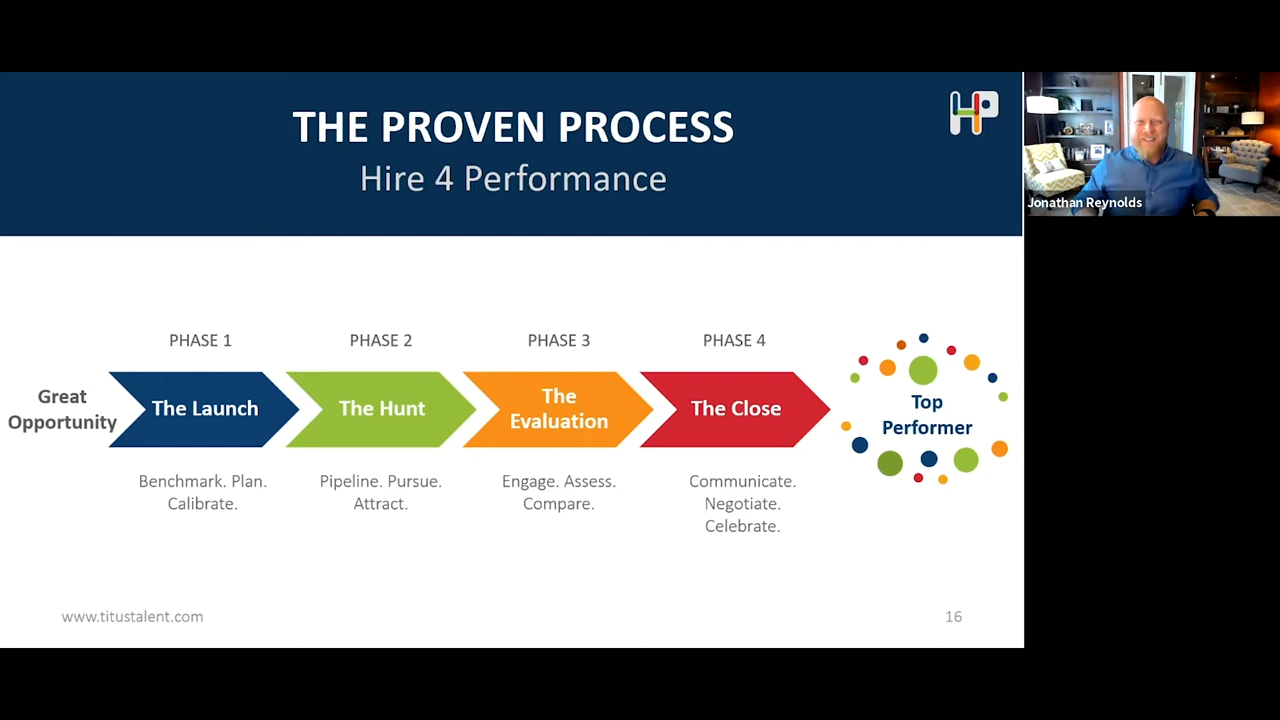 THE PROVEN PROCESS
Hire 4 Performance
HP
Jonathan Reynolds
PHASE 1
PHASE 2
PHASE 3
PHASE 4
Great
Opportunity
The Launch
The Hunt
The
Evaluation
The Close
Top
Performer
Benchmark. Plan.
Calibrate.
Pipeline. Pursue.
Attract.
Engage. Assess.
Compare.
Communicate.
Negotiate.
Celebrate.
www.titustalent.com
16